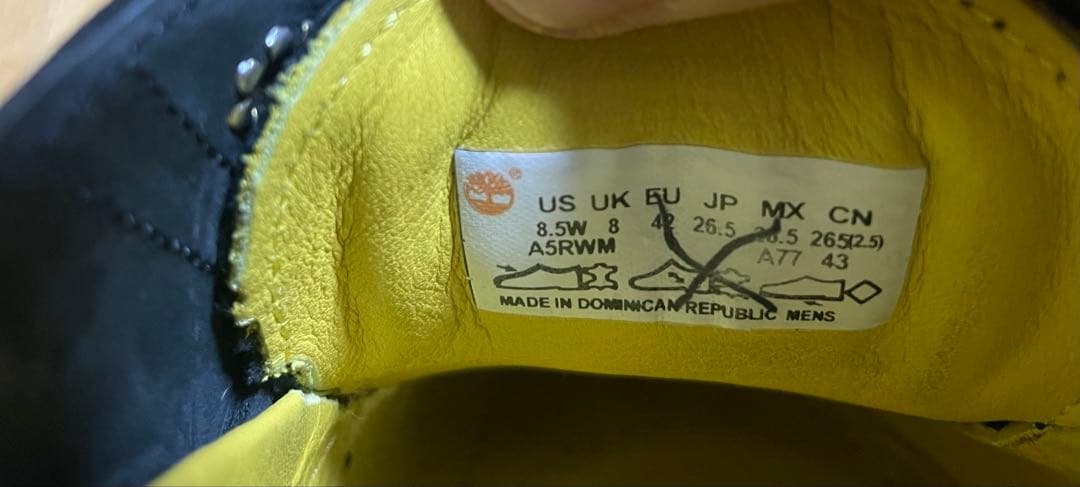 US UK EU JP MX CN
8.5W 8 42 26.5 26.5 265(2.5)
A5RWM A77 43
MADE IN DOMINICAN REPUBLIC MENS